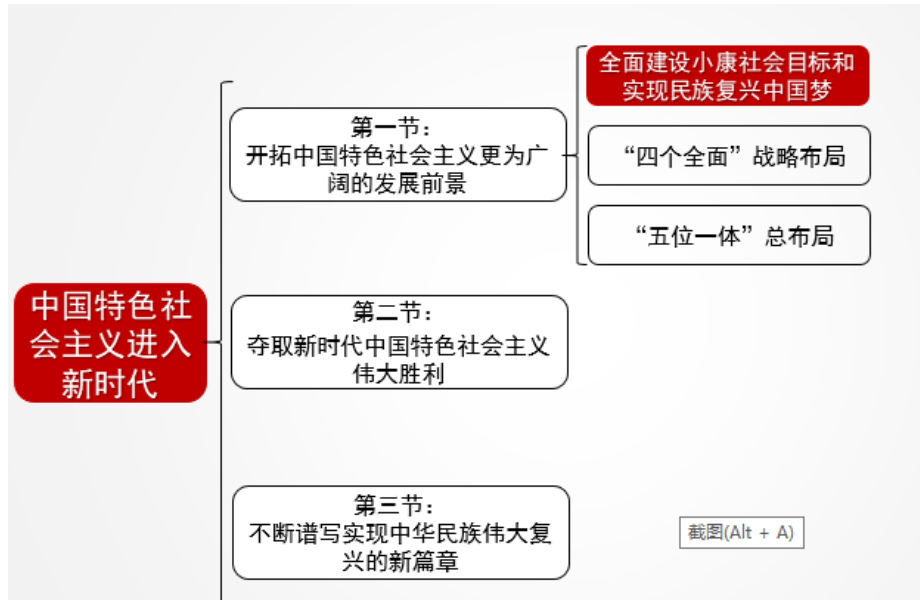 全面建设小康社会目标和
实现民族复兴中国梦
第一节：
开拓中国特色社会主义更为广
阔的发展前景
“四个全面”战略布局
“五位一体”总布局
中国特色社
会主义进入
新时代
第二节：
夺取新时代中国特色社会主义
伟大胜利
第三节：
不断谱写实现中华民族伟大复
兴的新篇章
截图(Alt + A)